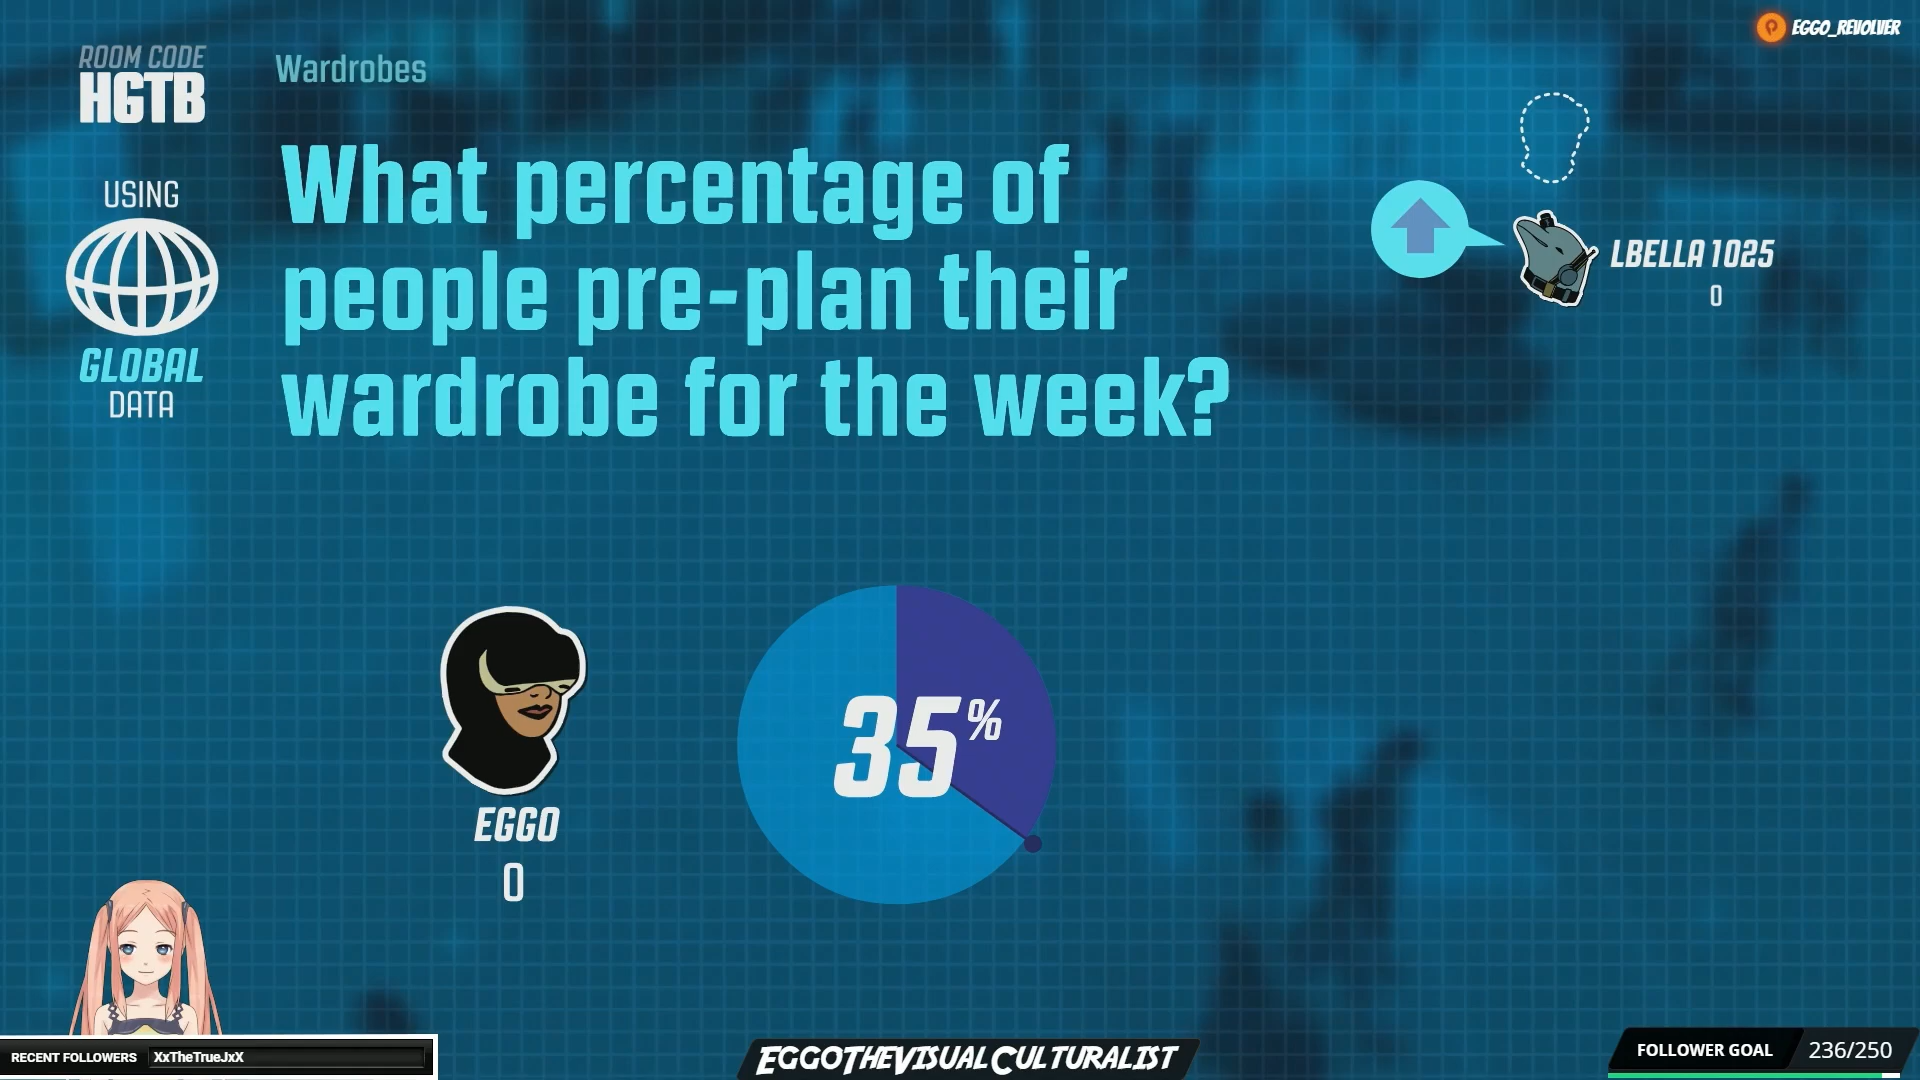 ROOM CODE
HGTB
USING
GLOBAL
DATA
Wardrobes
What percentage of
people pre-plan their
wardrobe for the week?
EGGO_REVOLVER
LBELLA1025
0
EGGO
0
35%
RECENT FOLLOWERS XxTheTrueJxX
EGGOTHEVISUALCULTURALIST
FOLLOWER GOAL 236/250